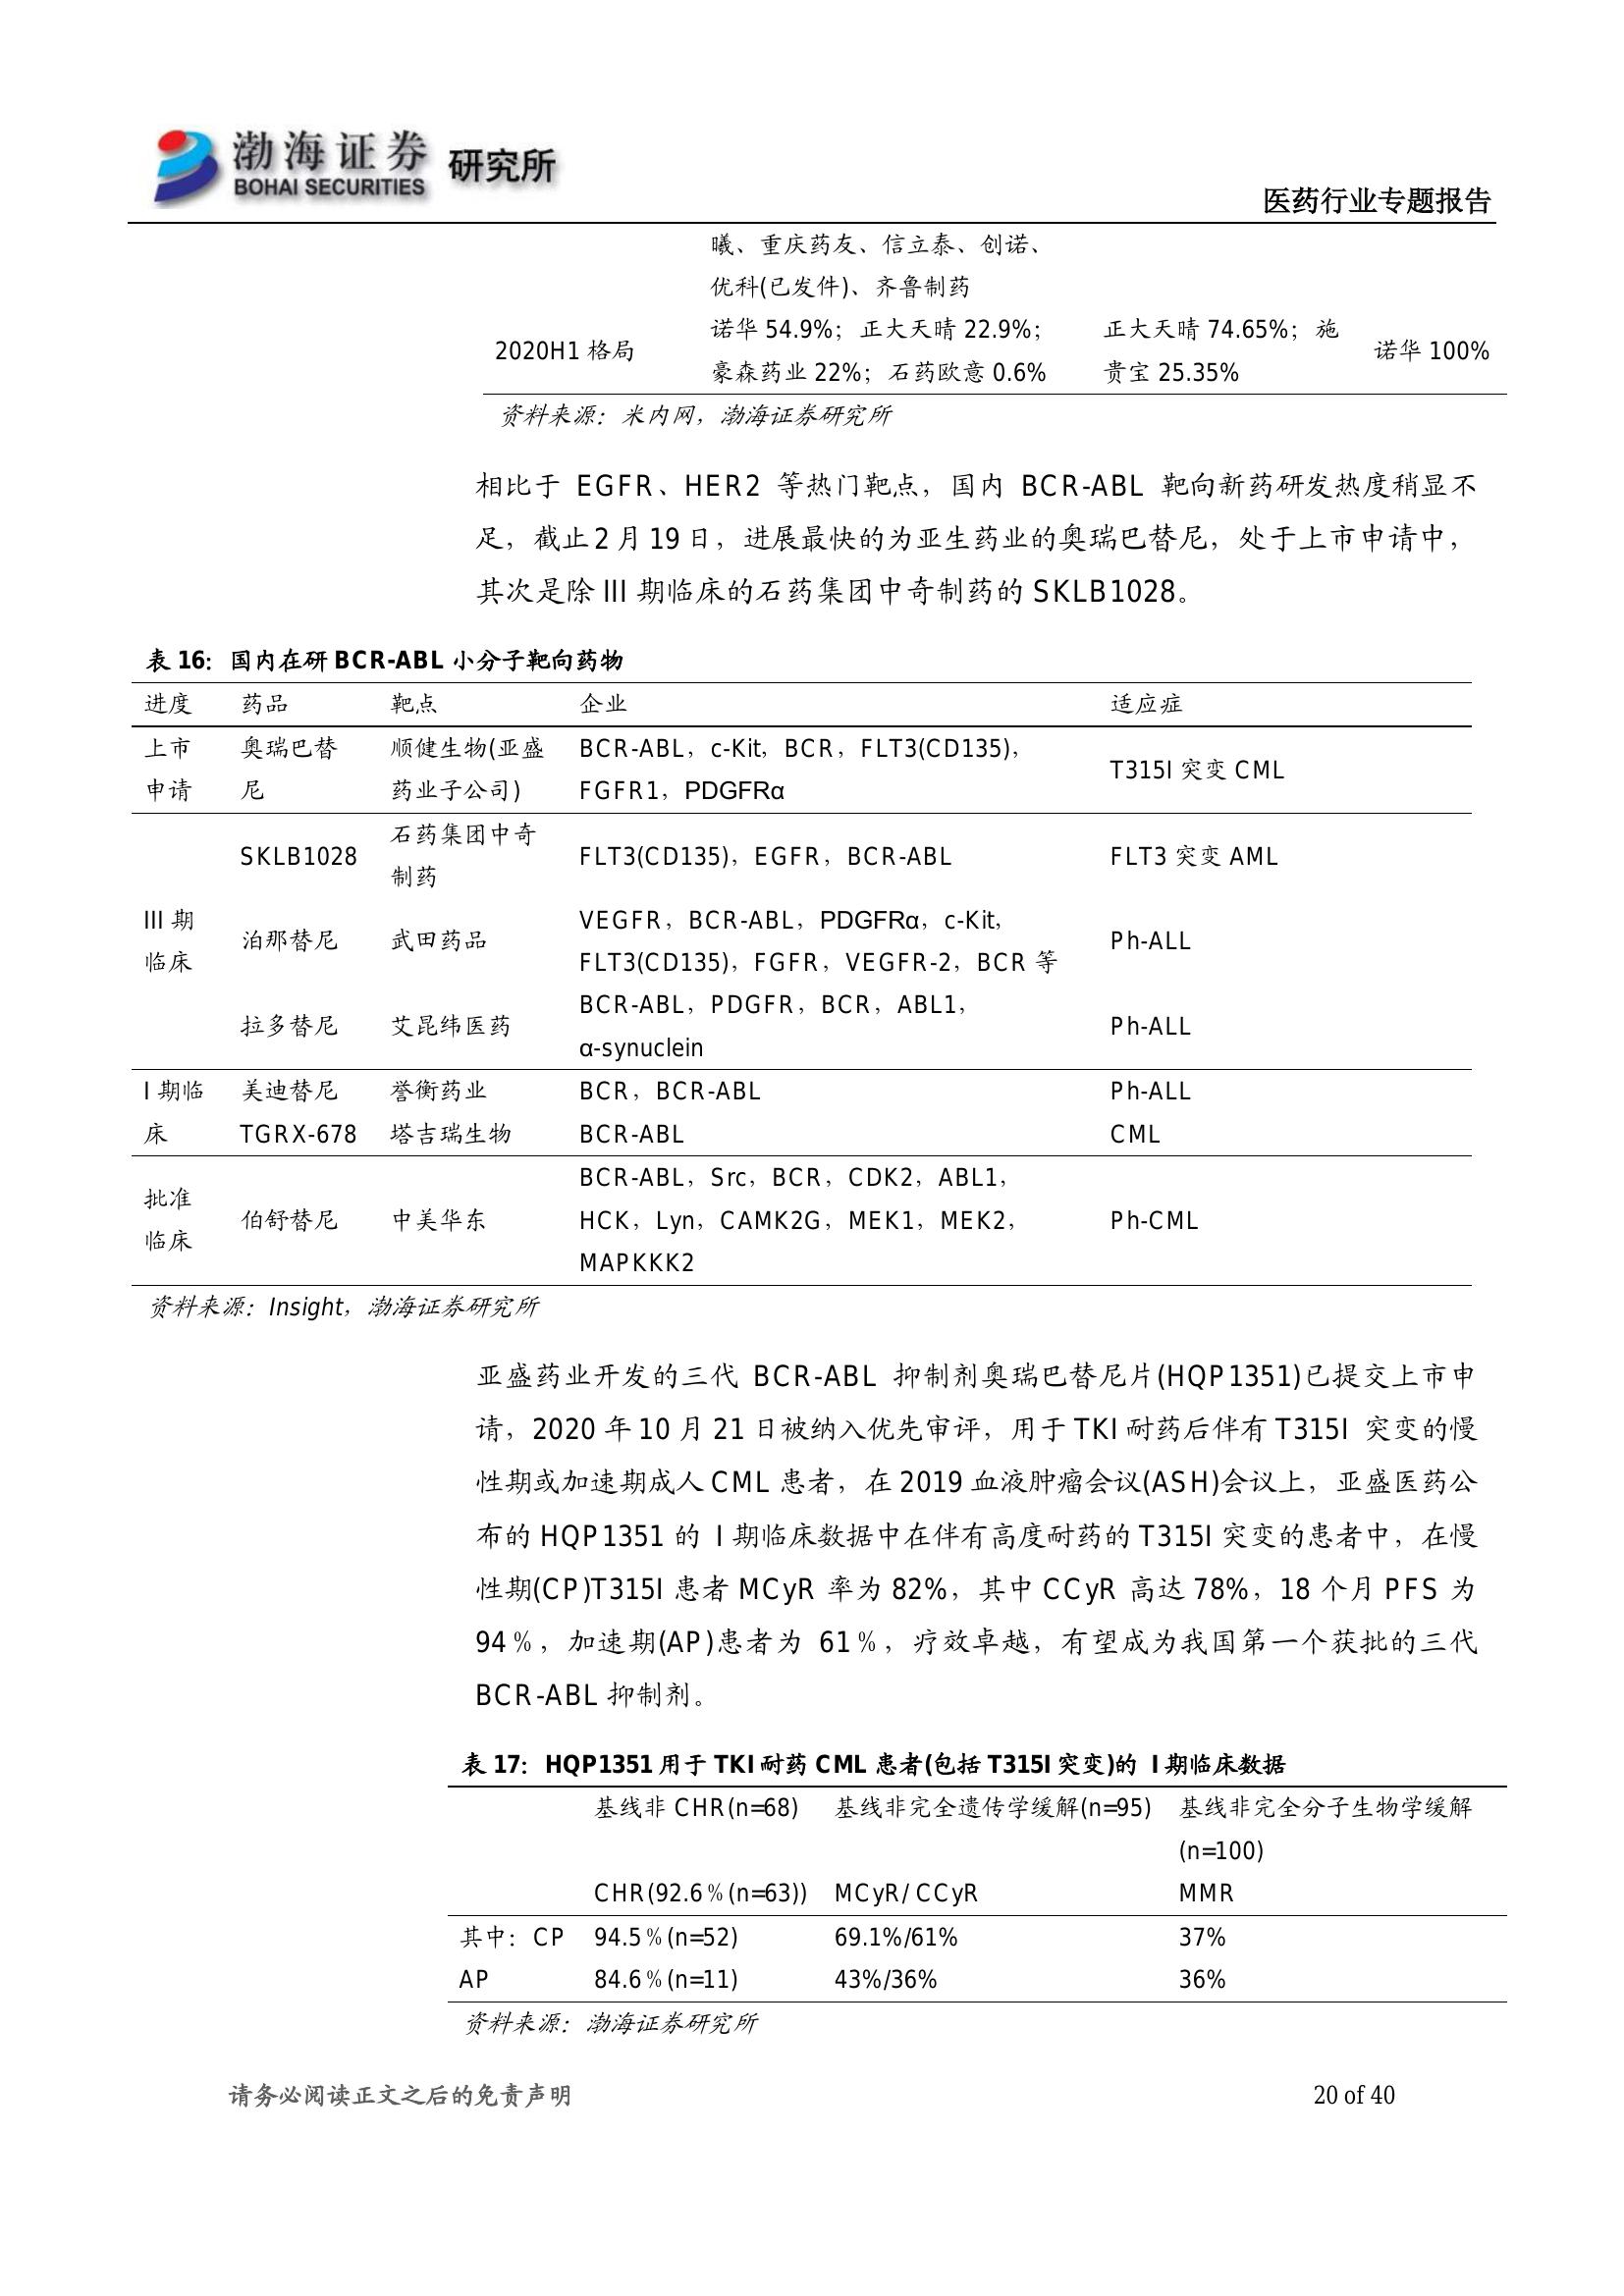 渤海证券 研究所
BOHAI SECURITIES
医药行业专题报告
曦、重庆药友、信立泰、创诺、
优科(已发件)、齐鲁制药
2020H1 格局
诺华 54.9%；正大天晴 22.9%；
豪森药业 22%；石药欧意 0.6%
正大天晴 74.65%；施
贵宝 25.35%
诺华 100%
资料来源：米内网，渤海证券研究所
相比于 EGFR、HER2 等热门靶点，国内 BCR-ABL 靶向新药研发热度稍显不
足，截止2 月 19 日，进展最快的为亚生药业的奥瑞巴替尼，处于上市申请中，
其次是除 III 期临床的石药集团中奇制药的 SKLB1028。
表 16：国内在研 BCR-ABL 小分子靶向药物
进度 药品 靶点 企业 适应症
上市
申请
奥瑞巴替
尼
顺健生物(亚盛
药业子公司)
BCR-ABL，c-Kit，BCR，FLT3(CD135)，
FGFR1，PDGFRα
T315I 突变 CML
III 期
临床
SKLB1028
石药集团中奇
制药
FLT3(CD135)，EGFR，BCR-ABL
FLT3 突变 AML
泊那替尼
武田药品
VEGFR，BCR-ABL，PDGFRα，c-Kit，
FLT3(CD135)，FGFR，VEGFR-2，BCR 等
Ph-ALL
拉多替尼
艾昆纬医药
BCR-ABL，PDGFR，BCR，ABL1，
α-synuclein
Ph-ALL
I 期临
床
美迪替尼 誉衡药业 BCR，BCR-ABL Ph-ALL
TGRX-678 塔吉瑞生物 BCR-ABL CML
批准
临床
伯舒替尼
中美华东
BCR-ABL，Src，BCR，CDK2，ABL1，
HCK，Lyn，CAMK2G，MEK1，MEK2，
MAPKKK2
Ph-CML
资料来源：Insight，渤海证券研究所
亚盛药业开发的三代 BCR-ABL 抑制剂奥瑞巴替尼片(HQP1351)已提交上市申
请，2020 年 10 月 21 日被纳入优先审评，用于 TKI 耐药后伴有 T315I 突变的慢
性期或加速期成人 CML 患者，在 2019 血液肿瘤会议(ASH)会议上，亚盛医药公
布的 HQP1351 的 I 期临床数据中在伴有高度耐药的 T315I 突变的患者中，在慢
性期(CP)T315I 患者 MCyR 率为 82%，其中 CCyR 高达 78%，18 个月 PFS 为
94％，加速期(AP)患者为 61％，疗效卓越，有望成为我国第一个获批的三代
BCR-ABL 抑制剂。
表 17：HQP1351 用于 TKI 耐药 CML 患者(包括 T315I 突变)的 I 期临床数据
基线非 CHR(n=68) 基线非完全遗传学缓解(n=95) 基线非完全分子生物学缓解
(n=100)
CHR(92.6％(n=63)) MCyR/ CCyR MMR
其中：CP 94.5％(n=52) 69.1%/61% 37%
AP 84.6％(n=11) 43%/36% 36%
资料来源：渤海证券研究所
请务必阅读正文之后的免责声明
20 of 40